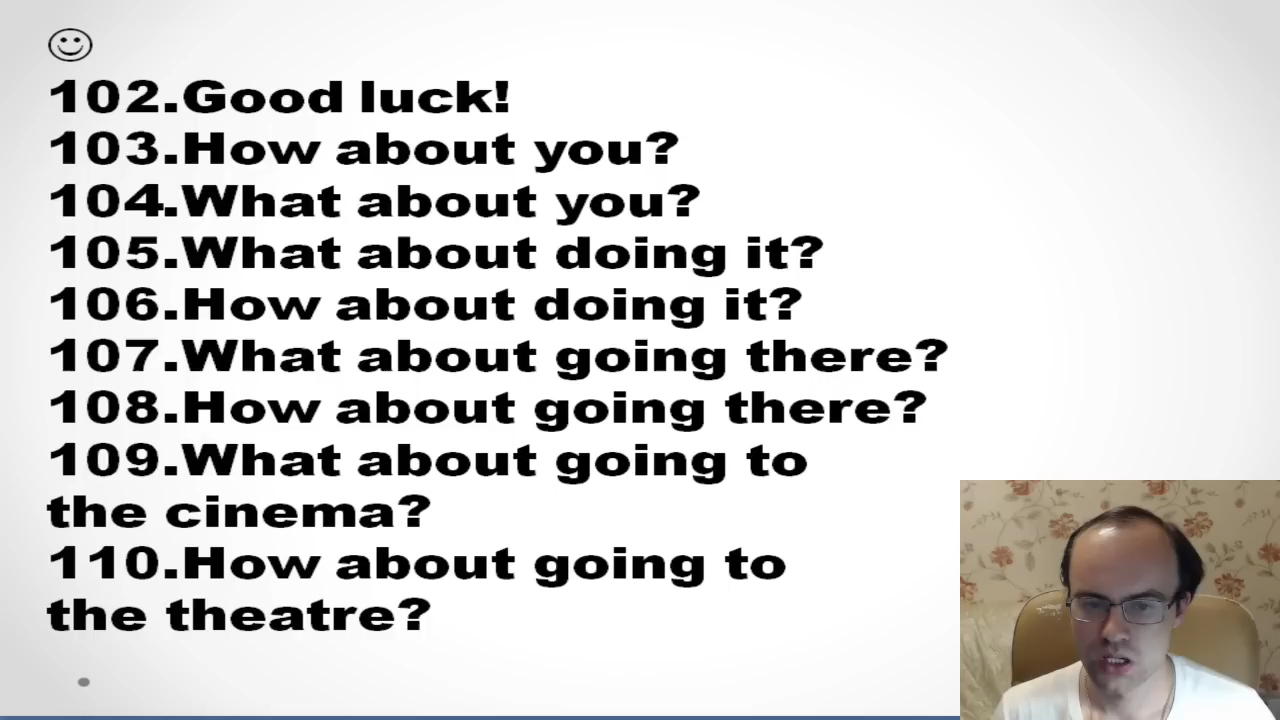 102.Good luck!
103.How about you?
104.What about you?
105.What about doing it?
106.How about doing it?
107.What about going there?
108.How about going there?
109.What about going to
the cinema?
110.How about going to
the theatre?